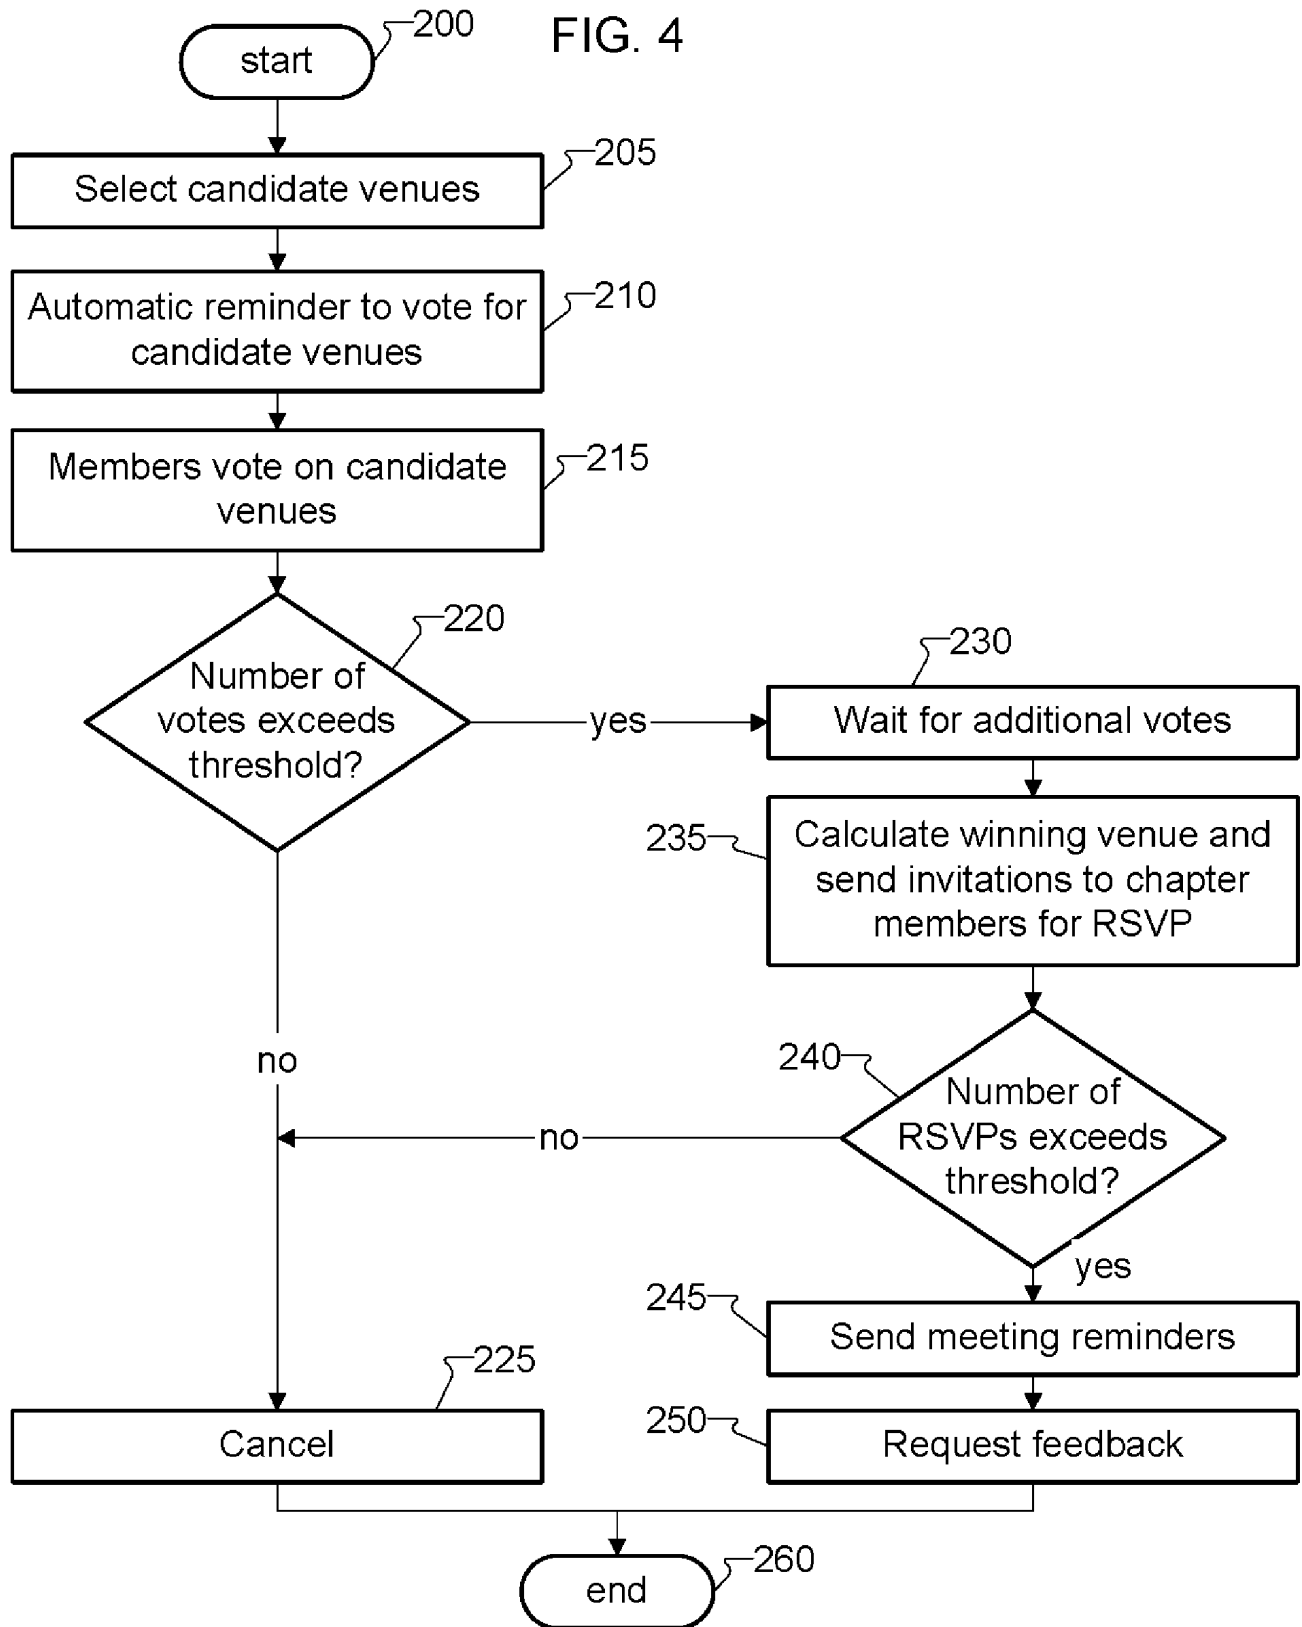 FIG. 4
200
start
205
Select candidate venues
210
Automatic reminder to vote for
candidate venues
215
Members vote on candidate
venues
220
Number of
votes exceeds
threshold?
yes
230
Wait for additional votes
235
Calculate winning venue and
send invitations to chapter
members for RSVP
no
240
Number of
RSVPs exceeds
threshold?
no
yes
245
Send meeting reminders
225
Cancel
250
Request feedback
260
end